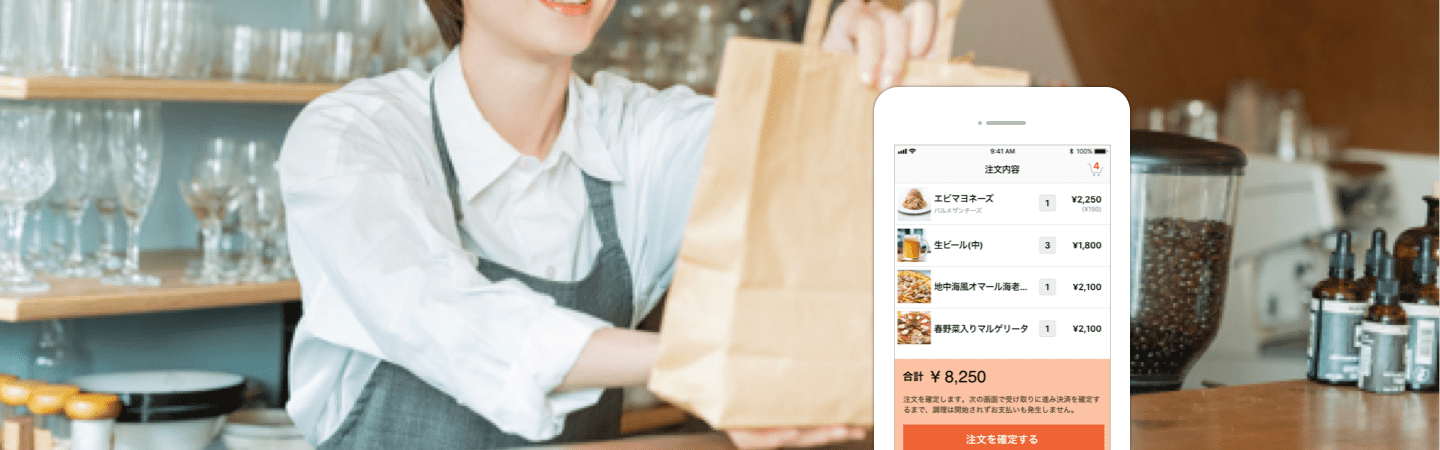 9:41 AM 100%
注文内容 4
エビマヨネーズ 1 ¥2,250
パルメザンチーズ (¥150)
生ビール(中) 3 ¥1,800
地中海風オマール海老... 1 ¥2,100
春野菜入りマルゲリータ 1 ¥2,100
合計 ¥ 8,250
注文を確定します。次の画面で受け取りに進み決済を確定す
るまで、調理は開始されずお支払いも発生しません。
注文を確定する